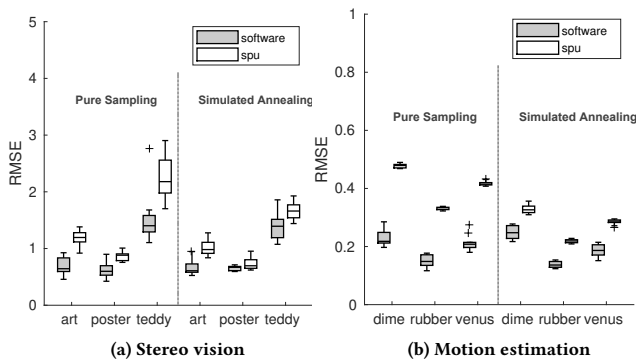 5
4
3
2
1
0
RMSE
software
spu
Pure Sampling
Simulated Annealing
art poster teddy art poster teddy
(a) Stereo vision
1
0.8
0.6
0.4
0.2
0
RMSE
software
spu
Pure Sampling
Simulated Annealing
dime rubber venus dime rubber venus
(b) Motion estimation